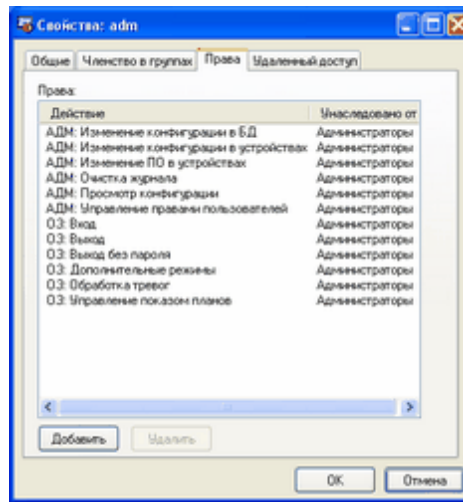 Свойства: adm
Общие Членство в группах Права Удаленный доступ
Права:
Действие Унаследовано от
АДМ: Изменение конфигурации в БД Администраторы
АДМ: Изменение конфигурации в устройствах Администраторы
АДМ: Изменение ПО в устройствах Администраторы
АДМ: Очистка журнала Администраторы
АДМ: Просмотр конфигурации Администраторы
АДМ: Управление правами пользователей Администраторы
ОЗ: Вход Администраторы
ОЗ: Выход Администраторы
ОЗ: Выход без пароля Администраторы
ОЗ: Дополнительные режимы Администраторы
ОЗ: Обработка тревог Администраторы
ОЗ: Управление показом планов Администраторы
Добавить Удалить
OK Отмена